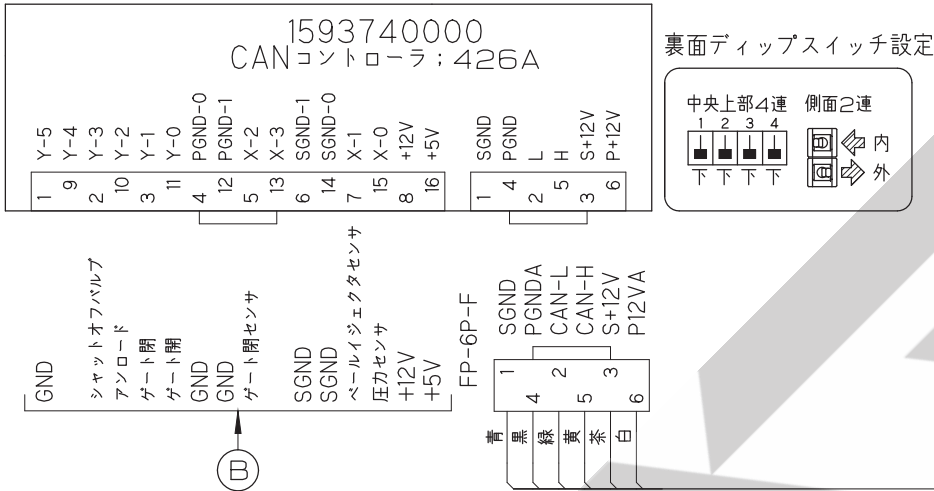 1593740000
CANコントローラ;426A
Y-5
Y-4
Y-3
Y-2
Y-1
Y-0
PGND-0
PGND-1
X-2
X-3
SGND-1
SGND-0
X-1
X-0
+12V
+5V
1
9
2
10
3
11
4
12
5
13
6
14
7
15
8
16
SGND
PGND
L
H
S+12V
P+12V
1
4
2
5
3
6
裏面ディップスイッチ設定
中央上部4連 側面2連
1 2 3 4
下 下 下 下
内
外
GND
シャットオフバルブ
アンロード
ゲート閉
ゲート開
GND
GND
ゲート閉センサ
SGND
SGND
ベールイジェクタセンサ
圧力センサ
+12V
+5V
B
FP-6P-F
SGND
PGNDA
CAN-L
CAN-H
S+12V
P12VA
1
4
2
5
3
6
青
黒
緑
黄
茶
白